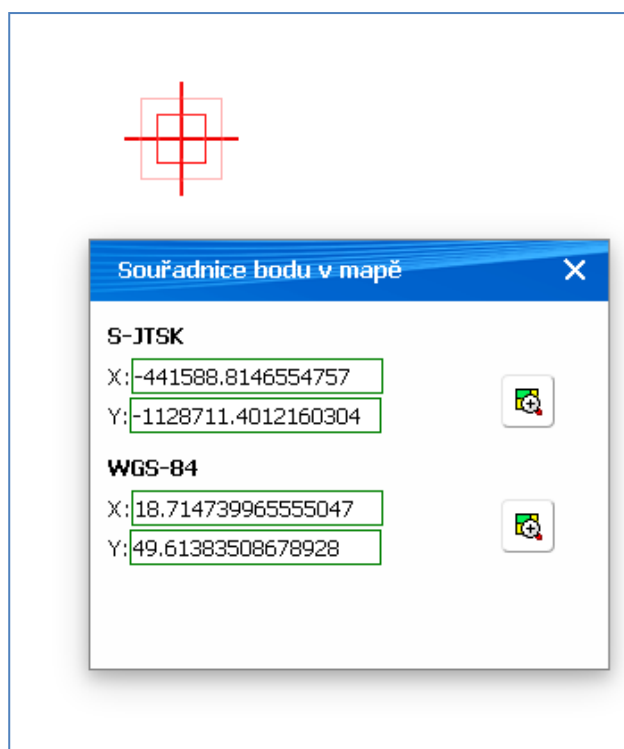 Souřadnice bodu v mapě
S-JTSK
X: -441588.8146554757
Y: -1128711.4012160304
WGS-84
X: 18.714739965555047
Y: 49.61383508678928